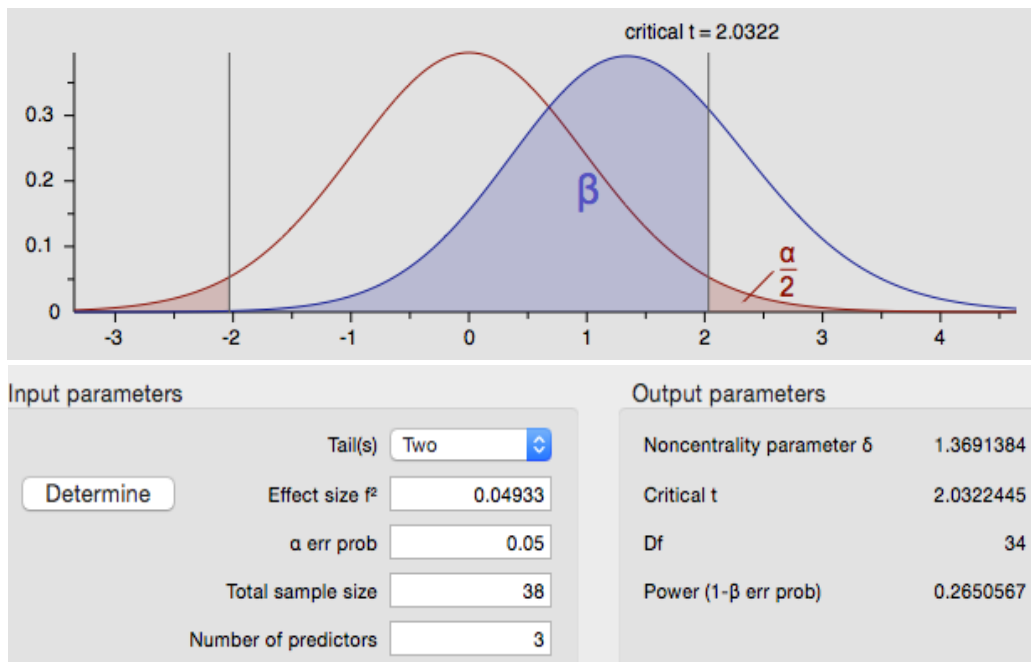 critical t = 2.0322
0.3
0.2
0.1
0
β
α
2
-3 -2 -1 0 1 2 3 4
Input parameters
Output parameters
Tail(s) Two
Noncentrality parameter δ 1.3691384
Determine
Effect size f² 0.04933
Critical t 2.0322445
α err prob 0.05
Df 34
Total sample size 38
Power (1-β err prob) 0.2650567
Number of predictors 3